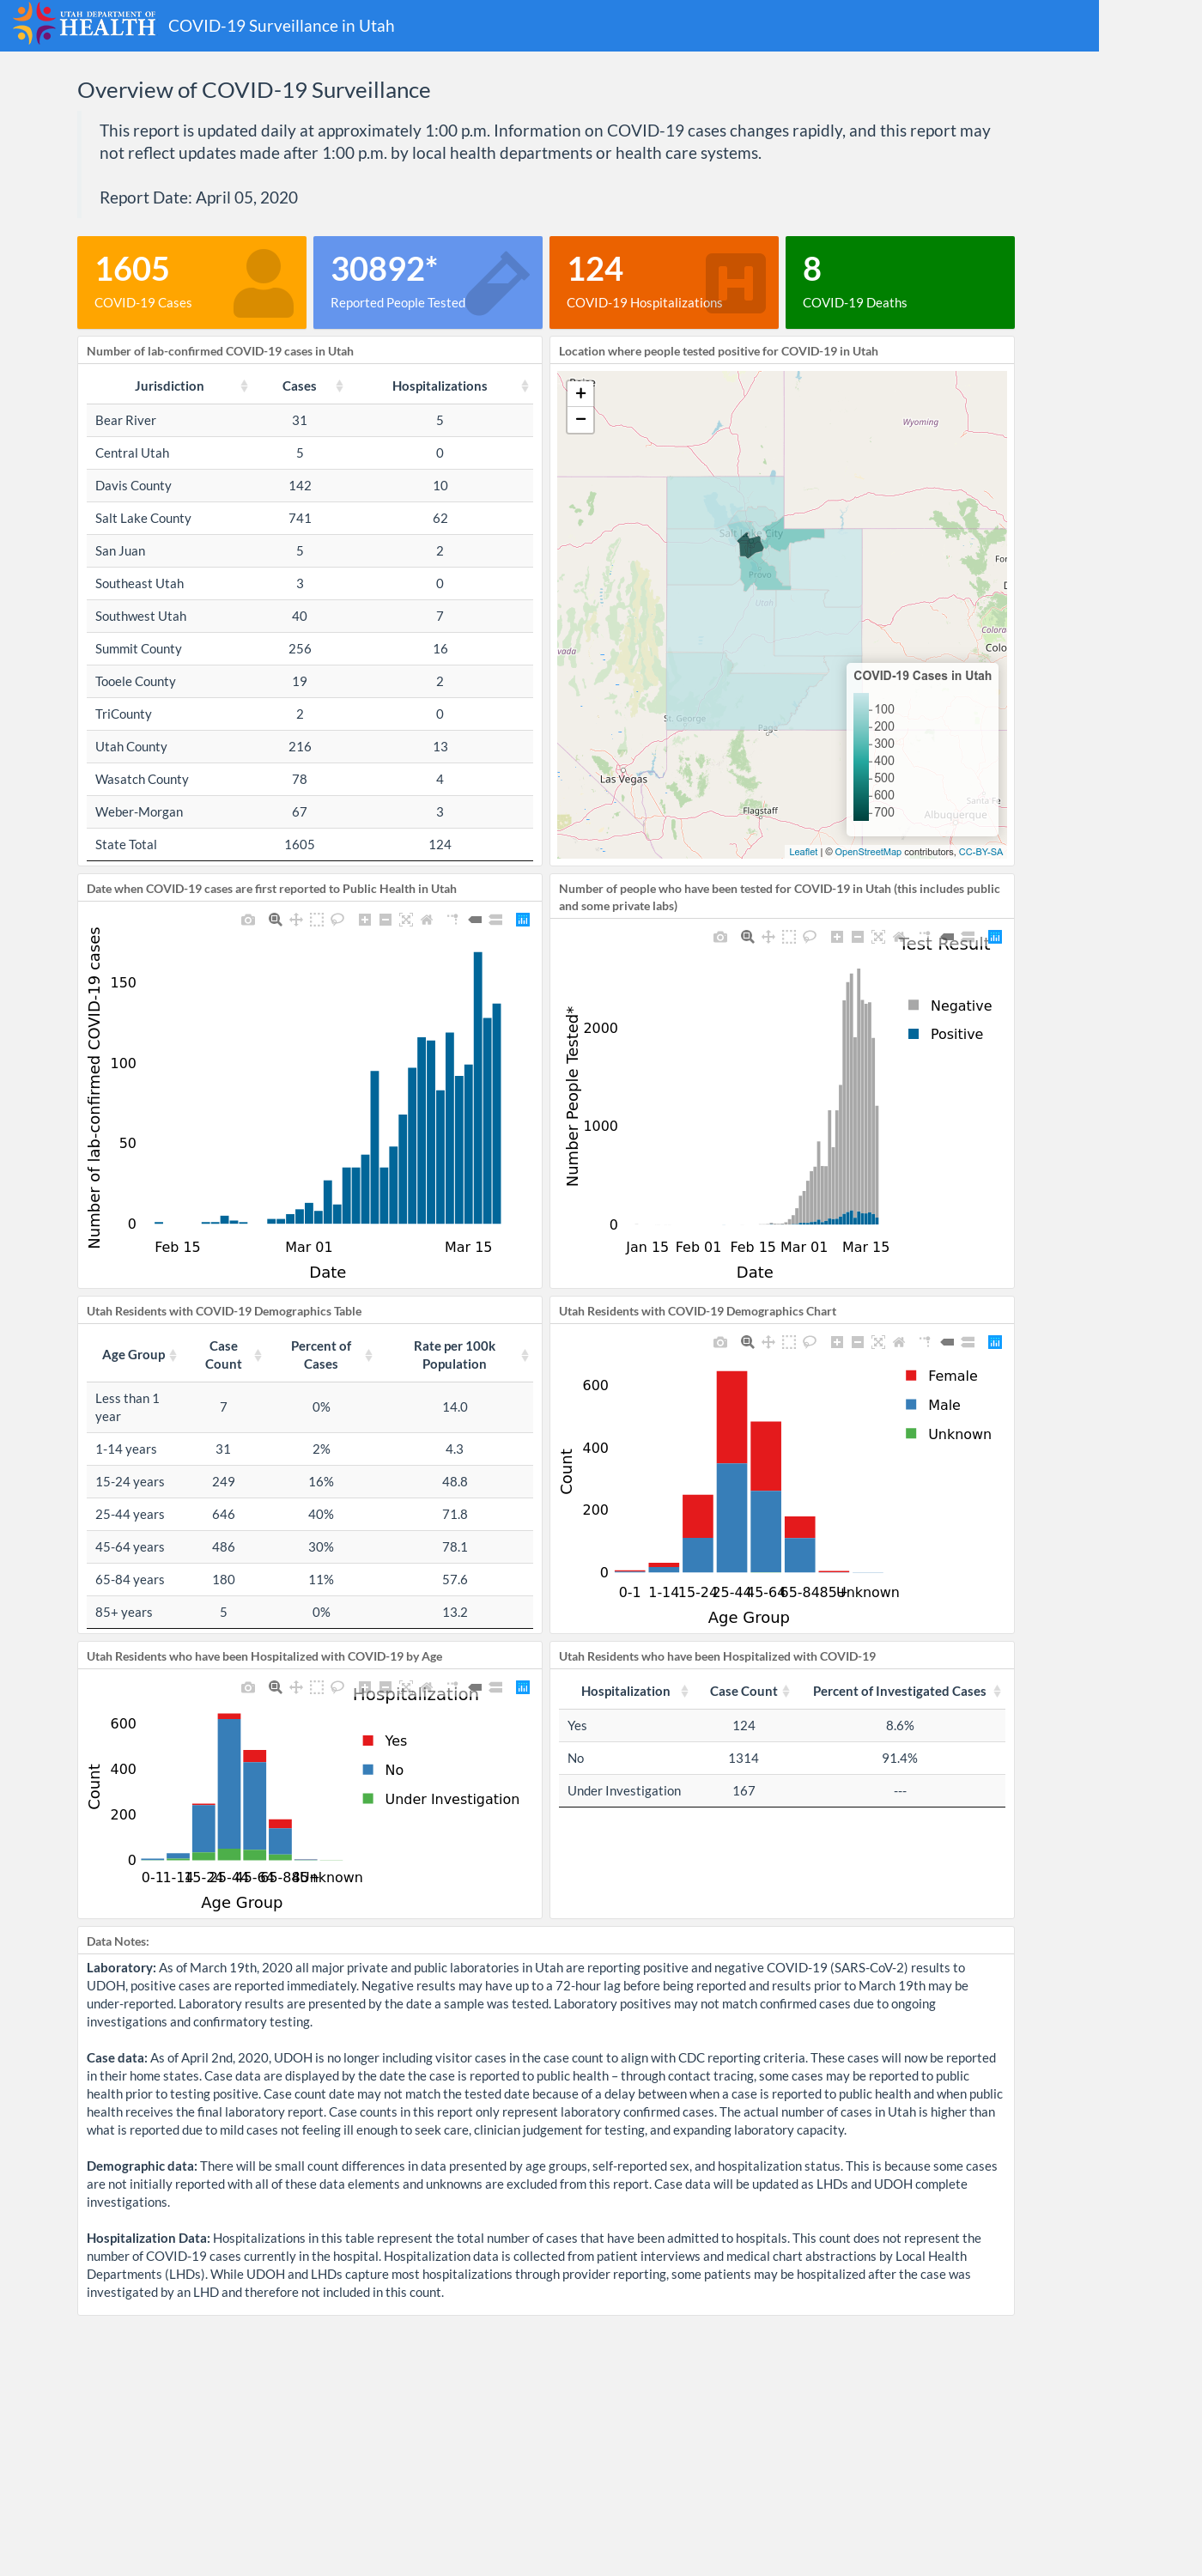 UTAH DEPARTMENT OF
HEALTH
COVID-19 Surveillance in Utah
Overview of COVID-19 Surveillance
This report is updated daily at approximately 1:00 p.m. Information on COVID-19 cases changes rapidly, and this report may
not reflect updates made after 1:00 p.m. by local health departments or health care systems.
Report Date: April 05, 2020
1605
COVID-19 Cases
30892*
Reported People Tested
124
COVID-19 Hospitalizations
H
8
COVID-19 Deaths
Number of lab-confirmed COVID-19 cases in Utah
Jurisdiction Cases Hospitalizations
Bear River 31 5
Central Utah 5 0
Davis County 142 10
Salt Lake County 741 62
San Juan 5 2
Southeast Utah 3 0
Southwest Utah 40 7
Summit County 256 16
Tooele County 19 2
TriCounty 2 0
Utah County 216 13
Wasatch County 78 4
Weber-Morgan 67 3
State Total 1605 124
Location where people tested positive for COVID-19 in Utah
+
−
Wyoming
Salt Lake City
Provo
Utah
For
Colora
Colo
vada
St. George
Page
Las Vegas
Flagstaff
Santa Fe
Albuquerque
COVID-19 Cases in Utah
100
200
300
400
500
600
700
Leaflet | © OpenStreetMap contributors, CC-BY-SA
Date when COVID-19 cases are first reported to Public Health in Utah
Number of lab-confirmed COVID-19 cases
150
100
50
0
Feb 15 Mar 01 Mar 15
Date
Number of people who have been tested for COVID-19 in Utah (this includes public
and some private labs)
Test Result
Negative
Positive
Number People Tested*
2000
1000
0
Jan 15 Feb 01 Feb 15 Mar 01 Mar 15
Date
Utah Residents with COVID-19 Demographics Table
Age Group Case Count Percent of Cases Rate per 100k Population
Less than 1 year 7 0% 14.0
1-14 years 31 2% 4.3
15-24 years 249 16% 48.8
25-44 years 646 40% 71.8
45-64 years 486 30% 78.1
65-84 years 180 11% 57.6
85+ years 5 0% 13.2
Utah Residents with COVID-19 Demographics Chart
Female
Male
Unknown
Count
600
400
200
0
0-1 1-14 15-24 25-44 45-64 65-84 85+ Unknown
Age Group
Utah Residents who have been Hospitalized with COVID-19 by Age
Hospitalization
Yes
No
Under Investigation
Count
600
400
200
0
0-1 1-14 15-24 25-44 45-64 65-84 85+ Unknown
Age Group
Utah Residents who have been Hospitalized with COVID-19
Hospitalization Case Count Percent of Investigated Cases
Yes 124 8.6%
No 1314 91.4%
Under Investigation 167 ---
Data Notes:
Laboratory: As of March 19th, 2020 all major private and public laboratories in Utah are reporting positive and negative COVID-19 (SARS-CoV-2) results to
UDOH, positive cases are reported immediately. Negative results may have up to a 72-hour lag before being reported and results prior to March 19th may be
under-reported. Laboratory results are presented by the date a sample was tested. Laboratory positives may not match confirmed cases due to ongoing
investigations and confirmatory testing.
Case data: As of April 2nd, 2020, UDOH is no longer including visitor cases in the case count to align with CDC reporting criteria. These cases will now be reported
in their home states. Case data are displayed by the date the case is reported to public health – through contact tracing, some cases may be reported to public
health prior to testing positive. Case count date may not match the tested date because of a delay between when a case is reported to public health and when public
health receives the final laboratory report. Case counts in this report only represent laboratory confirmed cases. The actual number of cases in Utah is higher than
what is reported due to mild cases not feeling ill enough to seek care, clinician judgement for testing, and expanding laboratory capacity.
Demographic data: There will be small count differences in data presented by age groups, self-reported sex, and hospitalization status. This is because some cases
are not initially reported with all of these data elements and unknowns are excluded from this report. Case data will be updated as LHDs and UDOH complete
investigations.
Hospitalization Data: Hospitalizations in this table represent the total number of cases that have been admitted to hospitals. This count does not represent the
number of COVID-19 cases currently in the hospital. Hospitalization data is collected from patient interviews and medical chart abstractions by Local Health
Departments (LHDs). While UDOH and LHDs capture most hospitalizations through provider reporting, some patients may be hospitalized after the case was
investigated by an LHD and therefore not included in this count.